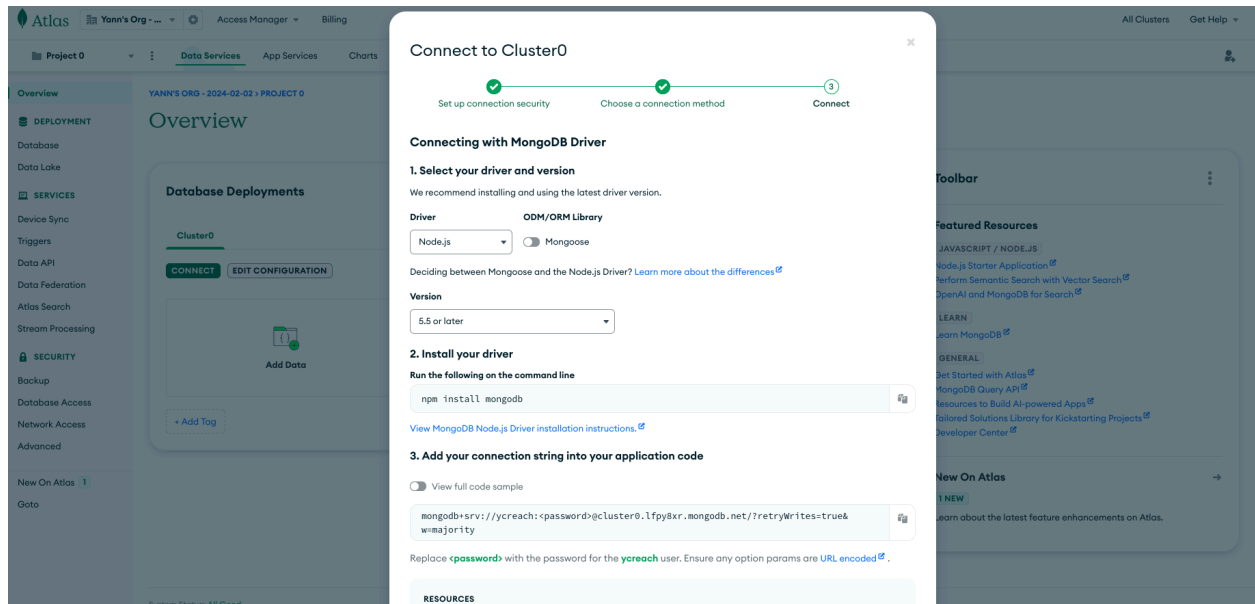 Atlas
Yann's Org - ...
Access Manager
Billing
All Clusters
Get Help
Project 0
Data Services
App Services
Charts
Overview
DEPLOYMENT
Database
Data Lake
SERVICES
Device Sync
Triggers
Data API
Data Federation
Atlas Search
Stream Processing
SECURITY
Backup
Database Access
Network Access
Advanced
New On Atlas 1
Goto
YANN'S ORG - 2024-02-02 > PROJECT 0
Overview
Database Deployments
Cluster0
CONNECT
EDIT CONFIGURATION
Add Data
+ Add Tag
Connect to Cluster0
Set up connection security
Choose a connection method
3
Connect
Connecting with MongoDB Driver
1. Select your driver and version
We recommend installing and using the latest driver version.
Driver
ODM/ORM Library
Node.js
Mongoose
Deciding between Mongoose and the Node.js Driver? Learn more about the differences
Version
5.5 or later
2. Install your driver
Run the following on the command line
npm install mongodb
View MongoDB Node.js Driver installation instructions.
3. Add your connection string into your application code
View full code sample
mongodb+srv://ycreach:<password>@cluster0.lfpy8xr.mongodb.net/?retryWrites=true&
w=majority
Replace <password> with the password for the ycreach user. Ensure any option params are URL encoded .
RESOURCES
Toolbar
Featured Resources
JAVASCRIPT / NODE.JS
Node.js Starter Application
Perform Semantic Search with Vector Search
OpenAI and MongoDB for Search
LEARN
Learn MongoDB
GENERAL
Get Started with Atlas
MongoDB Query API
Resources to Build AI-powered Apps
Tailored Solutions Library for Kickstarting Projects
Developer Center
New On Atlas
1 NEW
Learn about the latest feature enhancements on Atlas.